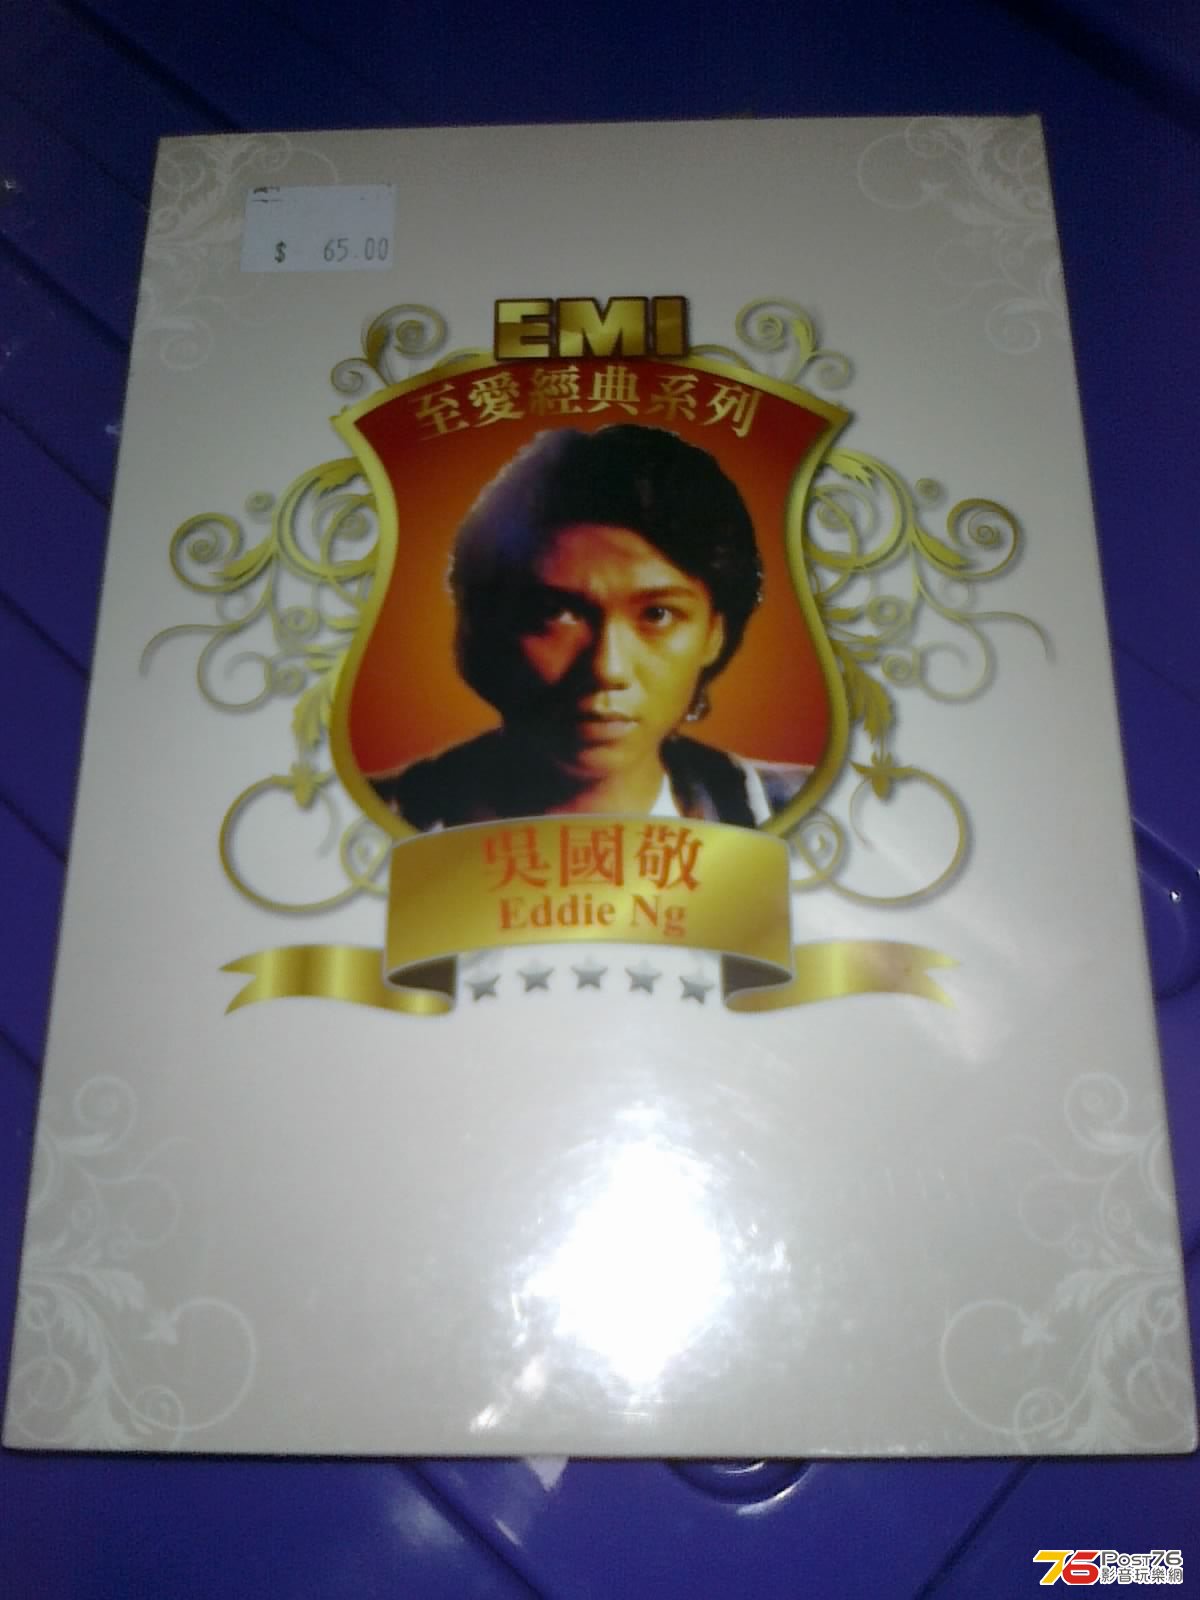 $ 65.00
EMI
至愛經典系列
吳國敬
Eddie Ng
76 Post76
影音玩樂網